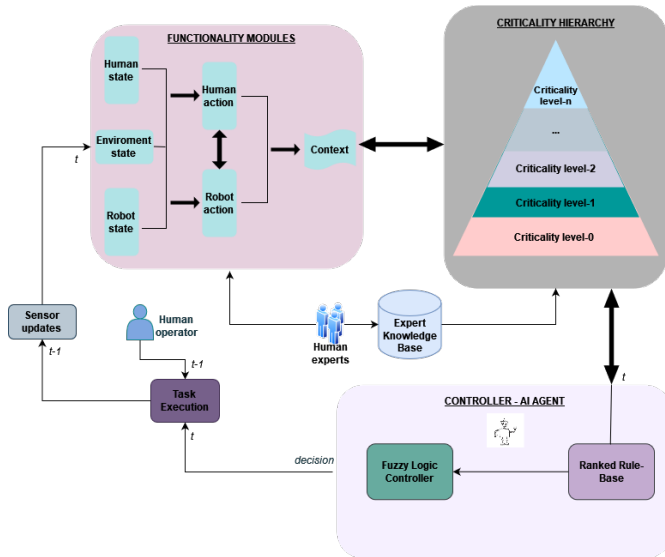 FUNCTIONALITY MODULES
Human
state
Human
action
Enviroment
state
Context
Robot
state
Robot
action
t
CRITICALITY HIERARCHY
Criticality
level-n
...
Criticality level-2
Criticality level-1
Criticality level-0
Sensor
updates
Human
operator
Human
experts
Expert
Knowledge
Base
t-1
t-1
Task
Execution
t
t
decision
CONTROLLER - AI AGENT
Fuzzy Logic
Controller
Ranked Rule-
Base